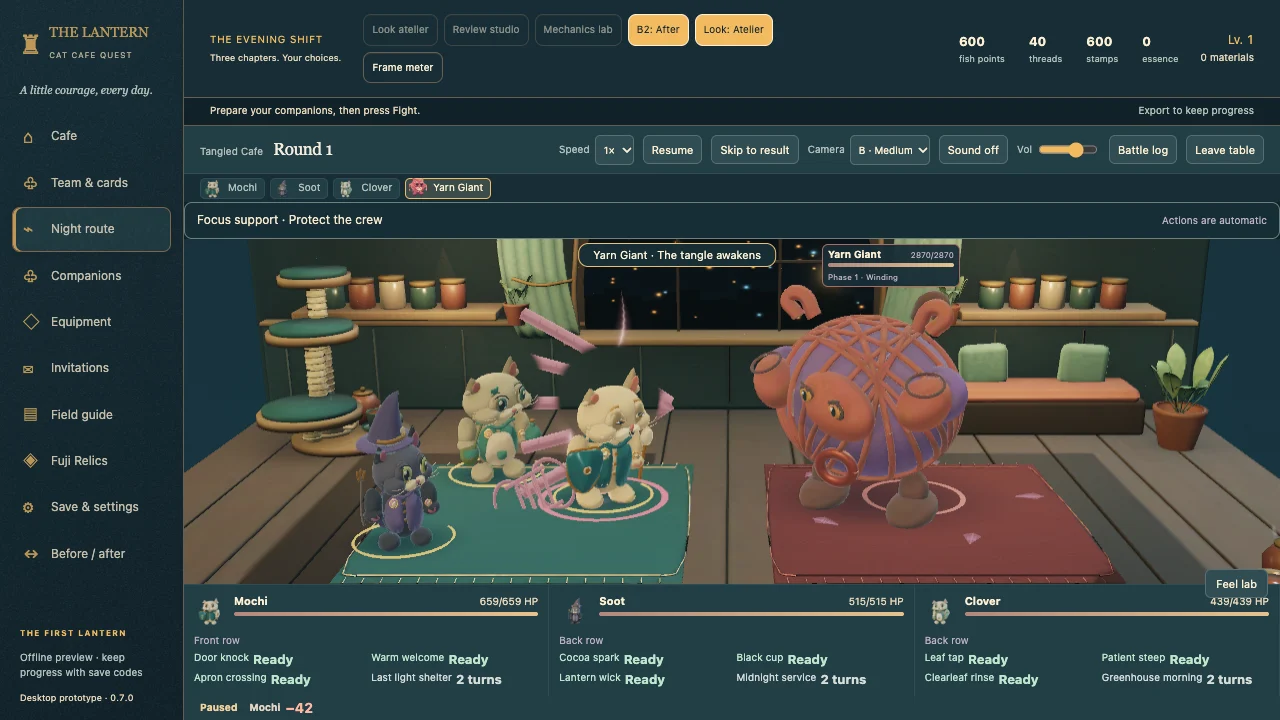 THE LANTERN
CAT CAFE QUEST
A little courage, every day.
Cafe
Team & cards
Night route
Companions
Equipment
Invitations
Field guide
Fuji Relics
Save & settings
Before / after
THE FIRST LANTERN
Offline preview · keep
progress with save codes
Desktop prototype · 0.7.0
THE EVENING SHIFT
Three chapters. Your choices.
Look atelier
Review studio
Mechanics lab
B2: After
Look: Atelier
Frame meter
600
fish points
40
threads
600
stamps
0
essence
Lv. 1
0 materials
Prepare your companions, then press Fight.
Export to keep progress
Tangled Cafe
Round 1
Speed
1×
Resume
Skip to result
Camera
B · Medium
Sound off
Vol
Battle log
Leave table
Mochi
Soot
Clover
Yarn Giant
Focus support · Protect the crew
Actions are automatic
Yarn Giant · The tangle awakens
Yarn Giant
2870/2870
Phase 1 · Winding
Feel lab
Mochi
659/659 HP
Front row
Door knock Ready
Warm welcome Ready
Apron crossing Ready
Last light shelter 2 turns
Soot
515/515 HP
Back row
Cocoa spark Ready
Black cup Ready
Lantern wick Ready
Midnight service 2 turns
Clover
439/439 HP
Back row
Leaf tap Ready
Patient steep Ready
Clearleaf rinse Ready
Greenhouse morning 2 turns
Paused
Mochi −42